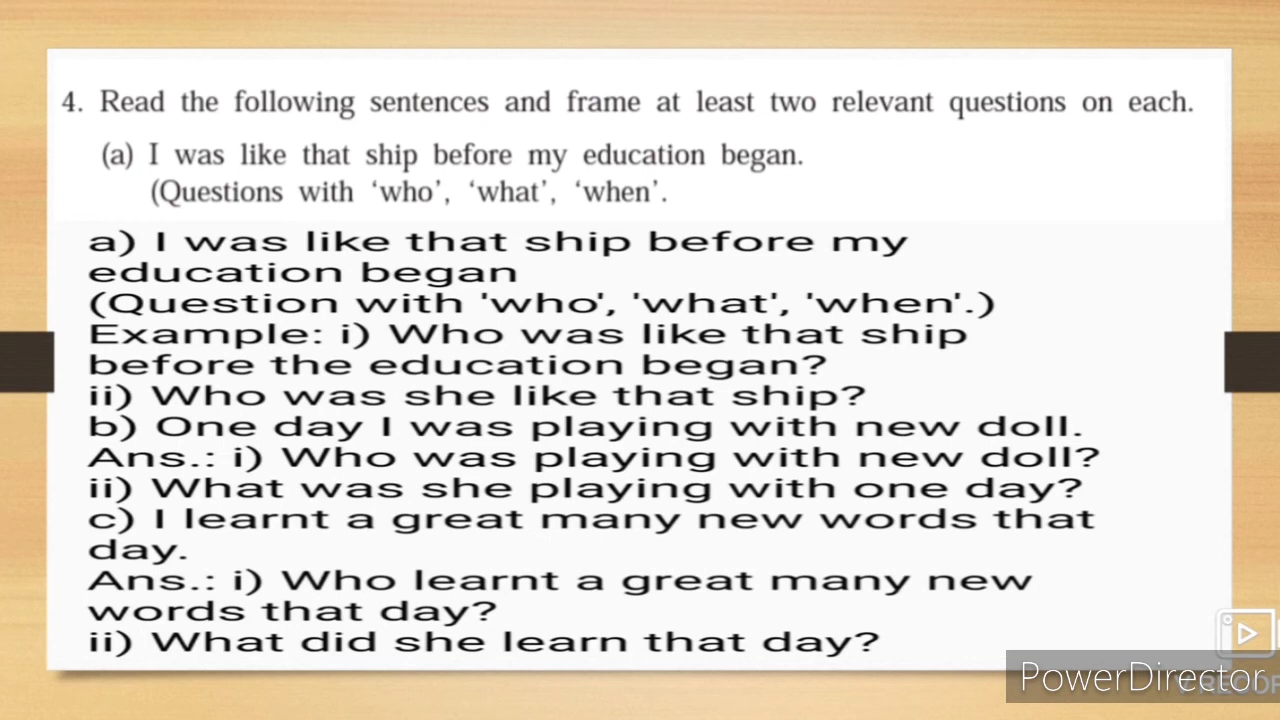 4. Read the following sentences and frame at least two relevant questions on each.
(a) I was like that ship before my education began.
(Questions with ‘who’, ‘what’, ‘when’.
a) I was like that ship before my
education began
(Question with 'who', 'what', 'when'.)
Example: i) Who was like that ship
before the education began?
ii) Who was she like that ship?
b) One day I was playing with new doll.
Ans.: i) Who was playing with new doll?
ii) What was she playing with one day?
c) I learnt a great many new words that
day.
Ans.: i) Who learnt a great many new
words that day?
ii) What did she learn that day?
PowerDirector